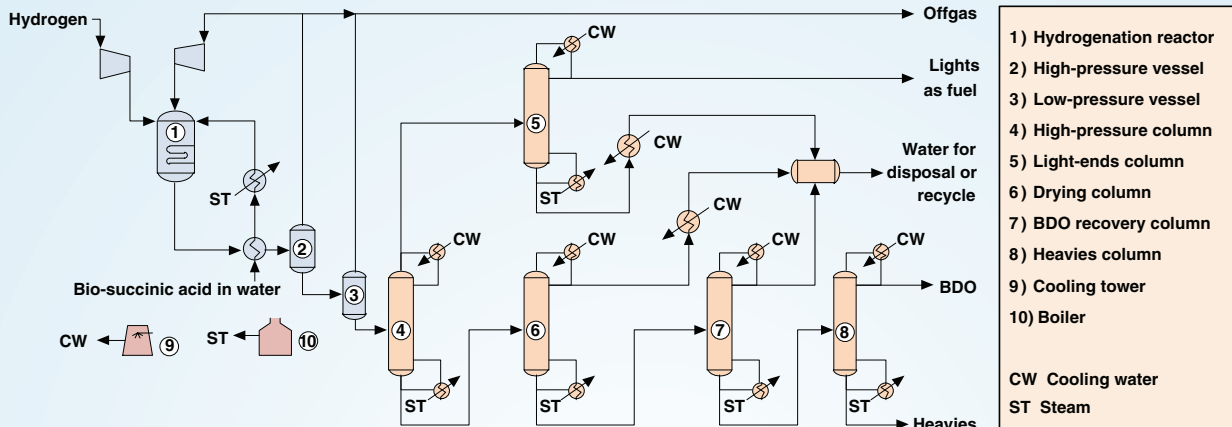 Hydrogen
Offgas
CW
Lights
as fuel
1
5
CW
Water for
disposal or
recycle
ST
ST
2
CW
Bio-succinic acid in water
3
CW
CW
CW
CW
BDO
4
6
7
8
CW
9
ST
10
ST
ST
ST
ST
Heavies
1) Hydrogenation reactor
2) High-pressure vessel
3) Low-pressure vessel
4) High-pressure column
5) Light-ends column
6) Drying column
7) BDO recovery column
8) Heavies column
9) Cooling tower
10) Boiler
CW Cooling water
ST Steam